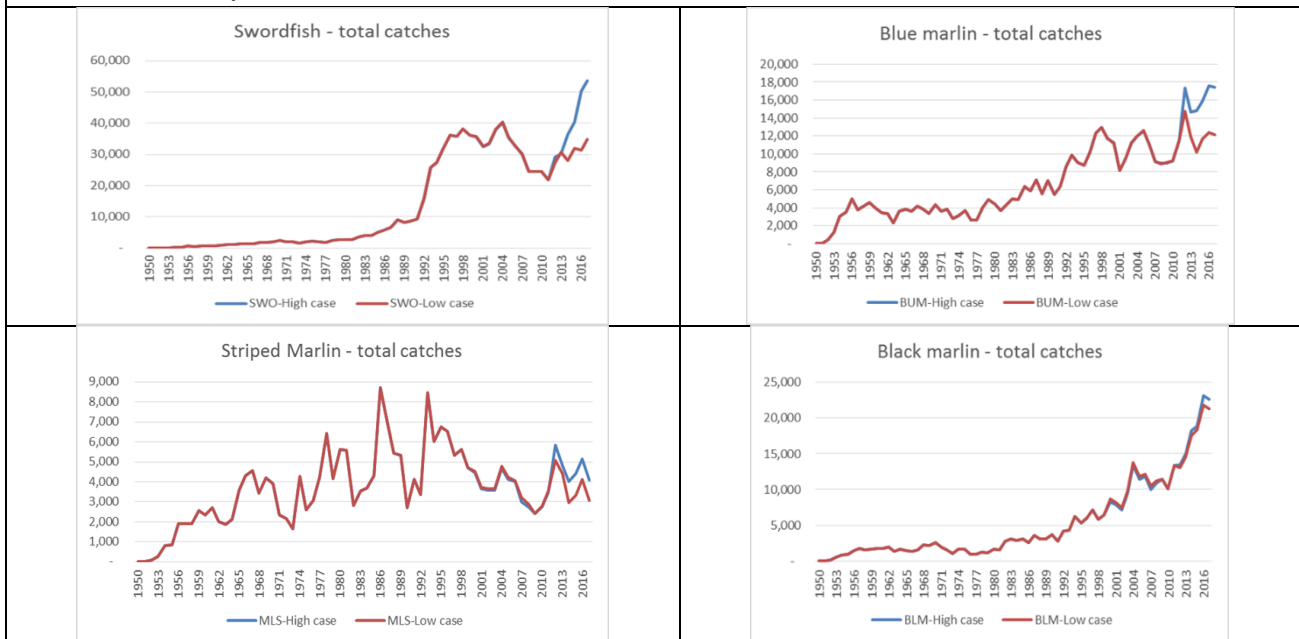 Swordfish - total catches
60,000
50,000
40,000
30,000
20,000
10,000
-
1950 1953 1956 1959 1962 1965 1968 1971 1974 1977 1980 1983 1986 1989 1992 1995 1998 2001 2004 2007 2010 2013 2016
SWO-High case SWO-Low case
Blue marlin - total catches
20,000
18,000
16,000
14,000
12,000
10,000
8,000
6,000
4,000
2,000
-
1950 1953 1956 1959 1962 1965 1968 1971 1974 1977 1980 1983 1986 1989 1992 1995 1998 2001 2004 2007 2010 2013 2016
BUM-High case BUM-Low case
Striped Marlin - total catches
9,000
8,000
7,000
6,000
5,000
4,000
3,000
2,000
1,000
-
1950 1953 1956 1959 1962 1965 1968 1971 1974 1977 1980 1983 1986 1989 1992 1995 1998 2001 2004 2007 2010 2013 2016
MLS-High case MLS-Low case
Black marlin - total catches
25,000
20,000
15,000
10,000
5,000
-
1950 1953 1956 1959 1962 1965 1968 1971 1974 1977 1980 1983 1986 1989 1992 1995 1998 2001 2004 2007 2010 2013 2016
BLM-High case BLM-Low case